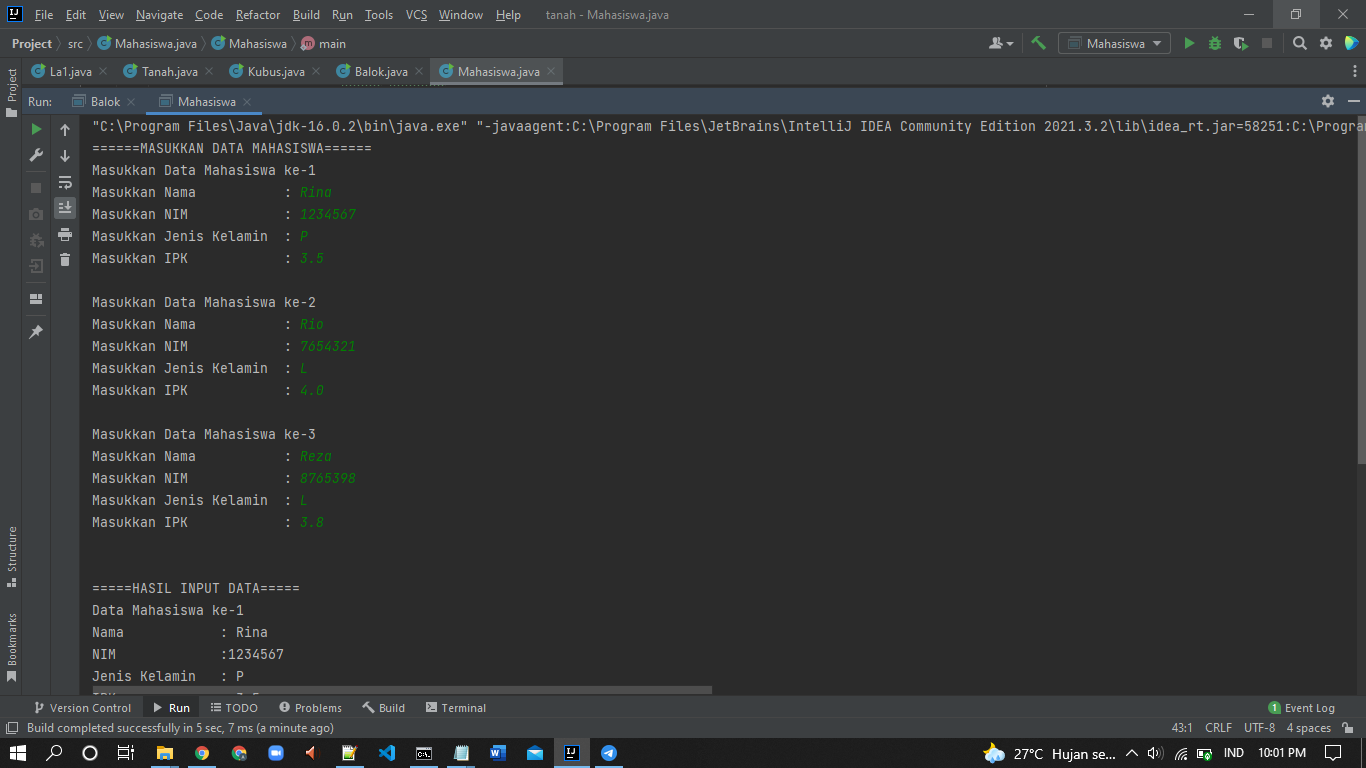 File Edit View Navigate Code Refactor Build Run Tools VCS Window Help tanah - Mahasiswa.java
Project src Mahasiswa.java Mahasiswa main Mahasiswa
La1.java Tanah.java Kubus.java Balok.java Mahasiswa.java
Project
Run: Balok Mahasiswa
"C:\Program Files\Java\jdk-16.0.2\bin\java.exe" "-javaagent:C:\Program Files\JetBrains\IntelliJ IDEA Community Edition 2021.3.2\lib\idea_rt.jar=58251:C:\Progra
======MASUKKAN DATA MAHASISWA======
Masukkan Data Mahasiswa ke-1
Masukkan Nama : Rina
Masukkan NIM : 1234567
Masukkan Jenis Kelamin : P
Masukkan IPK : 3.5
Masukkan Data Mahasiswa ke-2
Masukkan Nama : Rio
Masukkan NIM : 7654321
Masukkan Jenis Kelamin : L
Masukkan IPK : 4.0
Masukkan Data Mahasiswa ke-3
Masukkan Nama : Reza
Masukkan NIM : 8765398
Masukkan Jenis Kelamin : L
Masukkan IPK : 3.8
=====HASIL INPUT DATA=====
Data Mahasiswa ke-1
Nama : Rina
NIM :1234567
Jenis Kelamin : P
Structure
Bookmarks
Version Control Run TODO Problems Build Terminal 1 Event Log
Build completed successfully in 5 sec, 7 ms (a minute ago) 43:1 CRLF UTF-8 4 spaces
27°C Hujan se... IND 10:01 PM